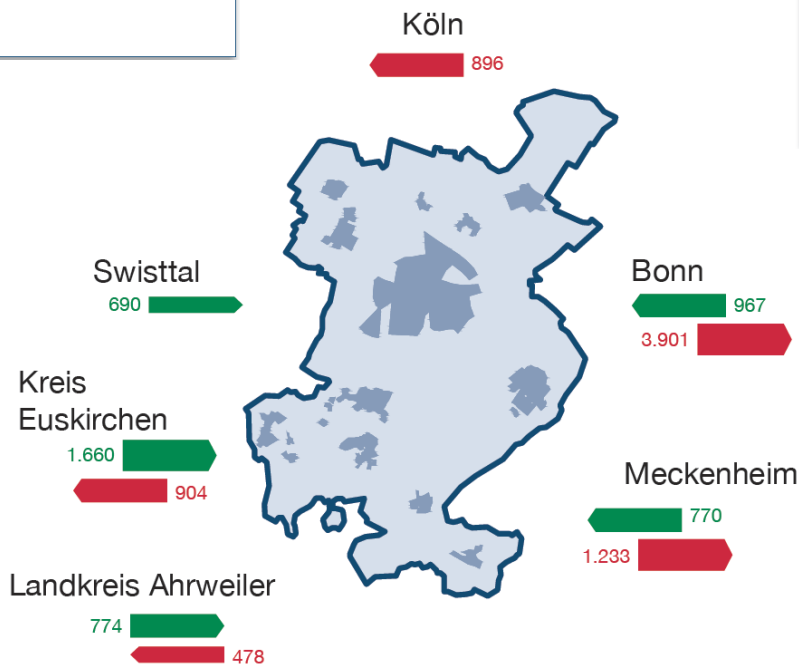 Köln
896
Swisttal
690
Bonn
967
3.901
Kreis
Euskirchen
1.660
904
Meckenheim
770
1.233
Landkreis Ahrweiler
774
478